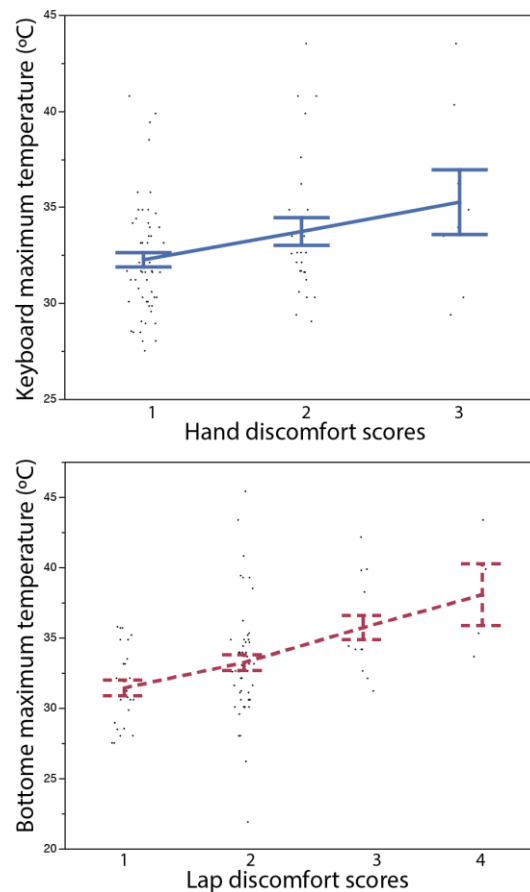 Keyboard maximum temperature (ºC)
45
40
35
30
25
1 2 3
Hand discomfort scores
Bottome maximum temperature (ºC)
45
40
35
30
25
20
1 2 3 4
Lap discomfort scores